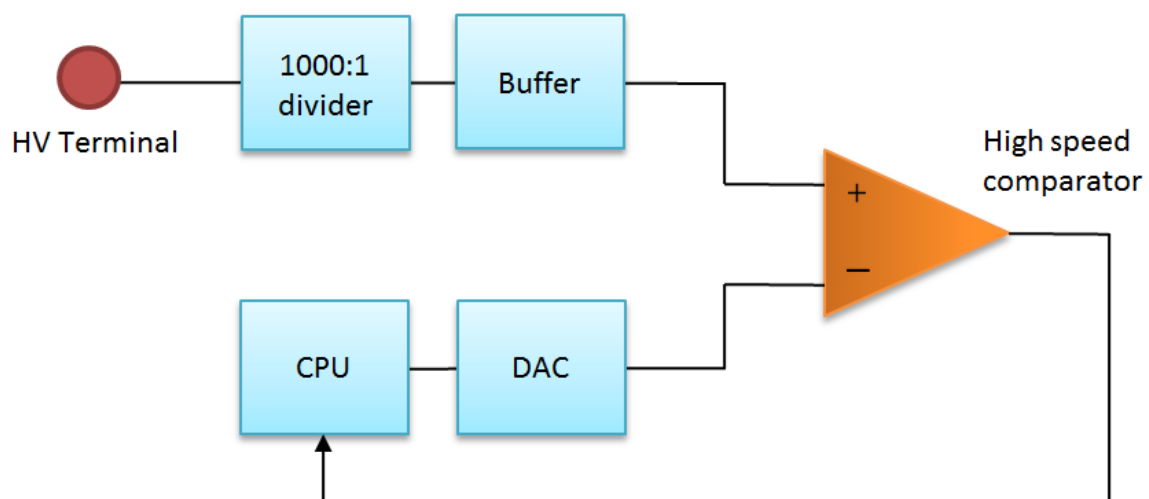 1000:1
divider
Buffer
HV Terminal
High speed
comparator
+
–
CPU
DAC